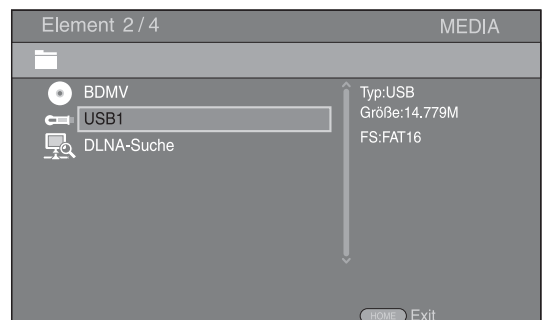 Element 2/4
MEDIA
BDMV
USB1
DLNA-Suche
Typ:USB
Größe:14.779M
FS:FAT16
HOME Exit